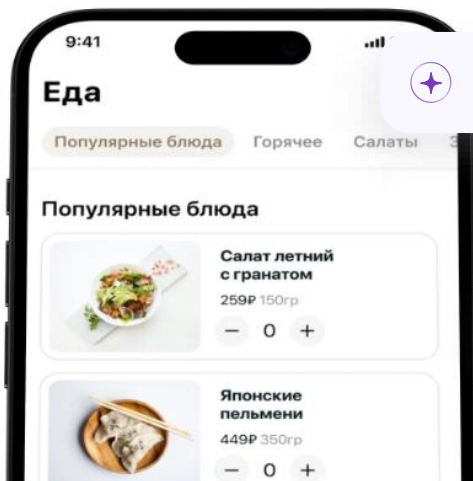 9:41
Еда
Популярные блюда Горячее Салаты
Популярные блюда
Салат летний
с гранатом
259₽ 150гр
− 0 +
Японские
пельмени
449₽ 350гр
− 0 +